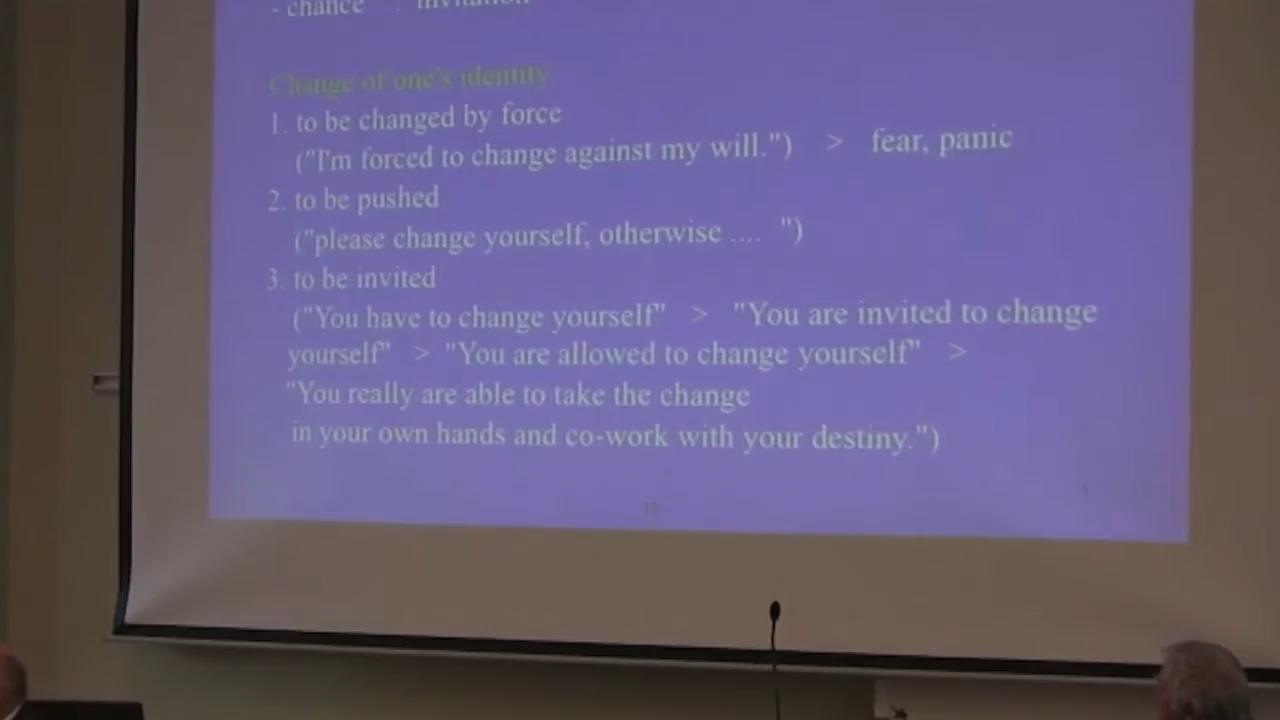 - chance : invitation
Change of one's identity
1. to be changed by force
("I'm forced to change against my will.") > fear, panic
2. to be pushed
("please change yourself, otherwise .... ")
3. to be invited
("You have to change yourself" > "You are invited to change
yourself" > "You are allowed to change yourself" >
"You really are able to take the change
in your own hands and co-work with your destiny.")
15